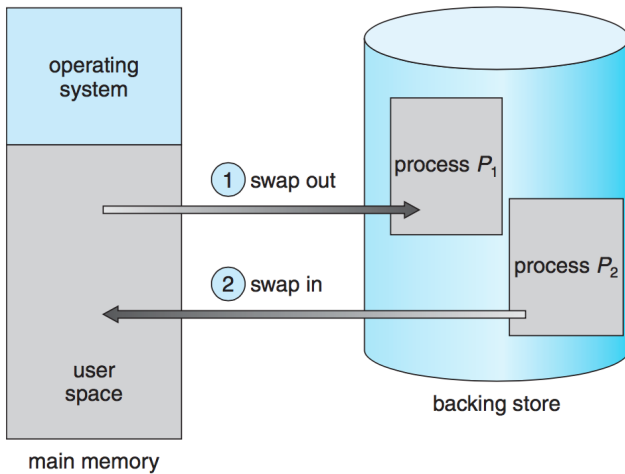 operating
system
1 swap out
process P1
2 swap in
process P2
user
space
backing store
main memory